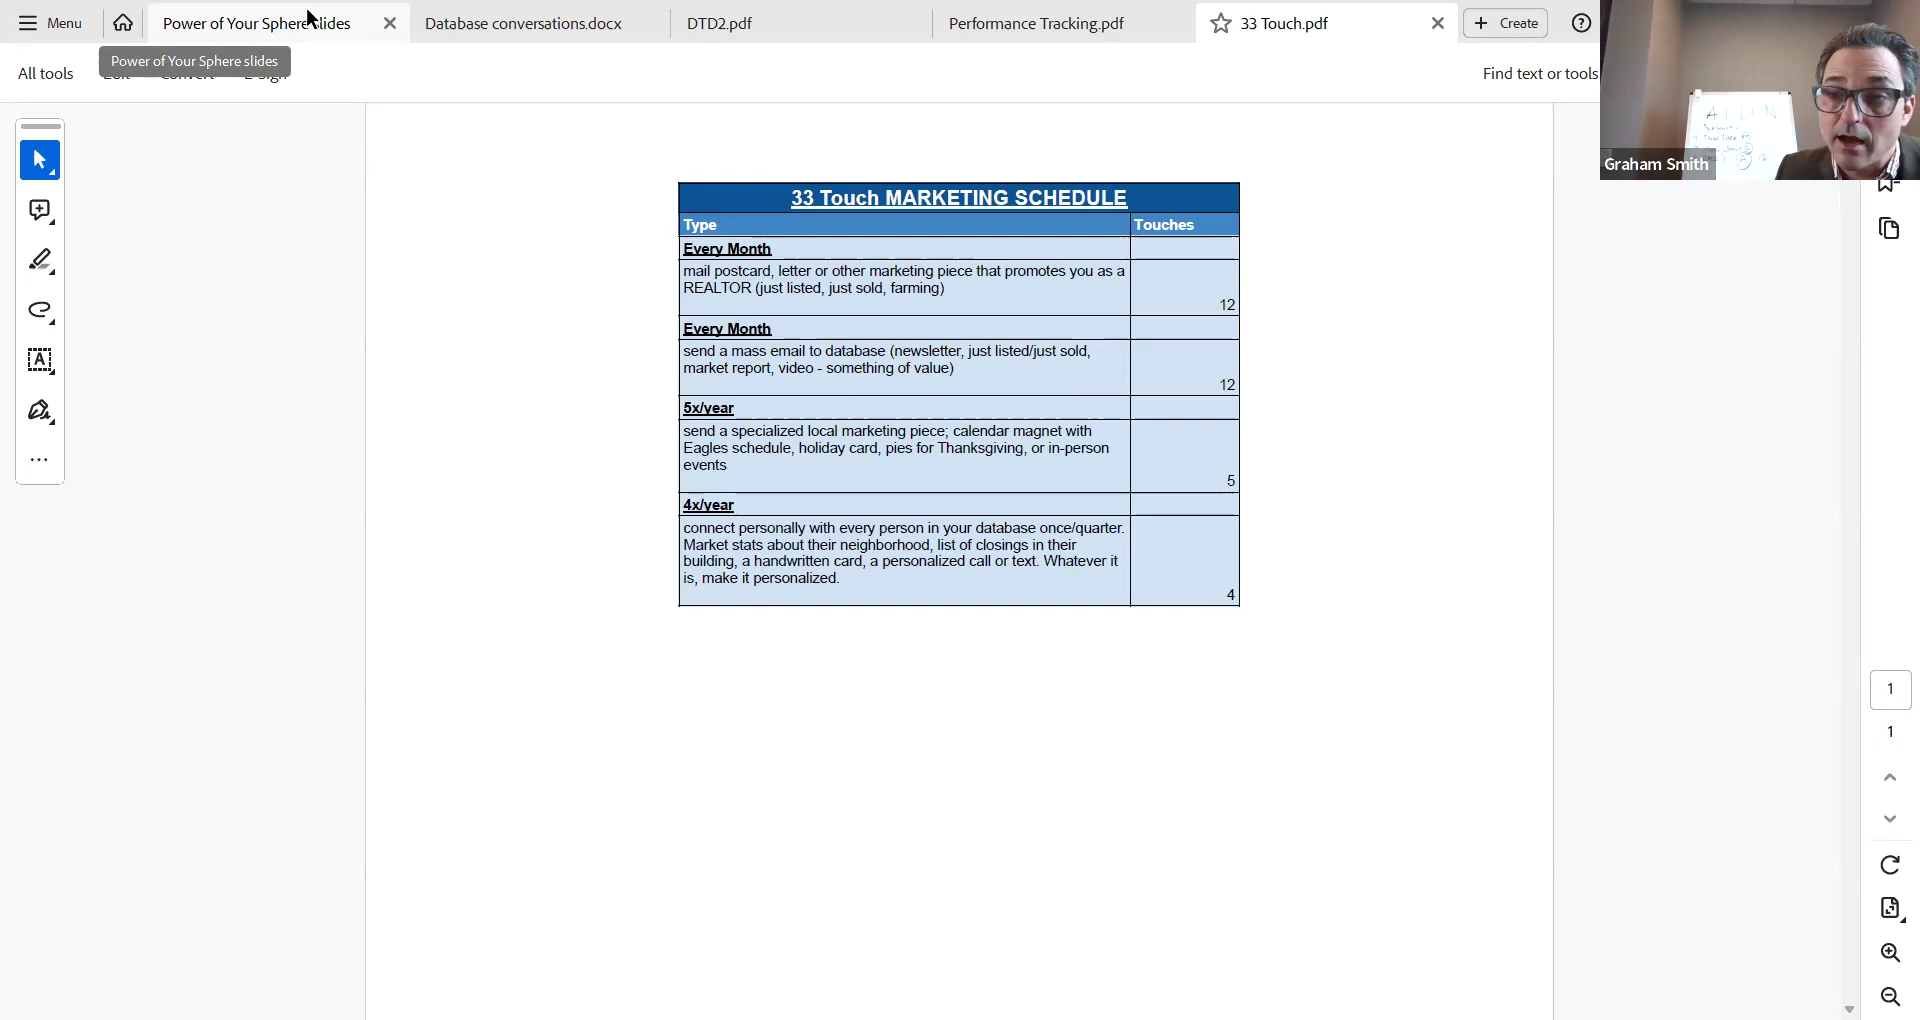 Menu
Power of Your Sphere slides
Database conversations.docx
DTD2.pdf
Performance Tracking.pdf
33 Touch.pdf
Create
All tools
Edit
Convert
E-Sign
Power of Your Sphere slides
Find text or tools
Graham Smith
33 Touch MARKETING SCHEDULE
Type Touches
Every Month
mail postcard, letter or other marketing piece that promotes you as a
REALTOR (just listed, just sold, farming)
12
Every Month
send a mass email to database (newsletter, just listed/just sold,
market report, video - something of value)
12
5x/year
send a specialized local marketing piece; calendar magnet with
Eagles schedule, holiday card, pies for Thanksgiving, or in-person
events
5
4x/year
connect personally with every person in your database once/quarter.
Market stats about their neighborhood, list of closings in their
building, a handwritten card, a personalized call or text. Whatever it
is, make it personalized.
4
1
1